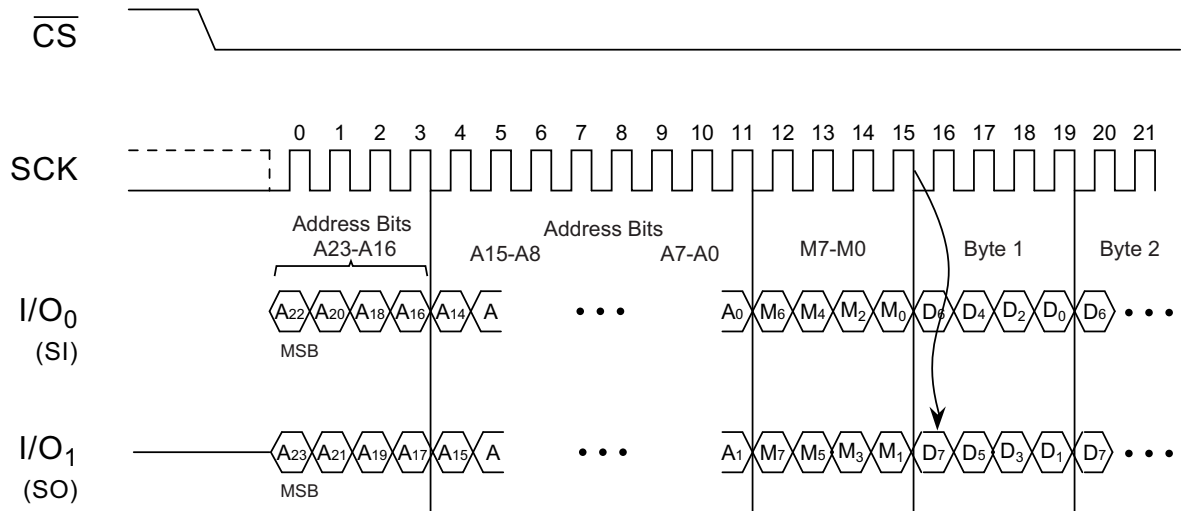 CS
0 1 2 3 4 5 6 7 8 9 10 11 12 13 14 15 16 17 18 19 20 21
SCK
Address Bits
A23-A16
Address Bits
A15-A8
A7-A0
M7-M0
Byte 1
Byte 2
I/O0
(SI)
A22 A20 A18 A16 A14 A • • • A0 M6 M4 M2 M0 D6 D4 D2 D0 D6 • • •
MSB
I/O1
(SO)
A23 A21 A19 A17 A15 A • • • A1 M7 M5 M3 M1 D7 D5 D3 D1 D7 • • •
MSB